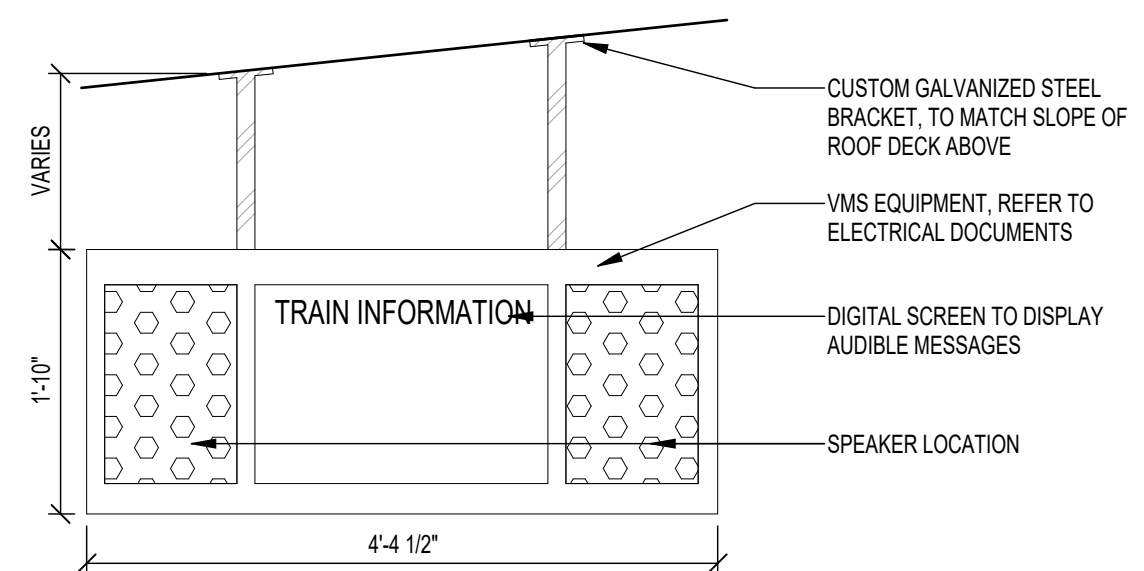 CUSTOM GALVANIZED STEEL
BRACKET, TO MATCH SLOPE OF
ROOF DECK ABOVE
VARIES
VMS EQUIPMENT, REFER TO
ELECTRICAL DOCUMENTS
TRAIN INFORMATION
DIGITAL SCREEN TO DISPLAY
AUDIBLE MESSAGES
1'-10"
SPEAKER LOCATION
4'-4 1/2"